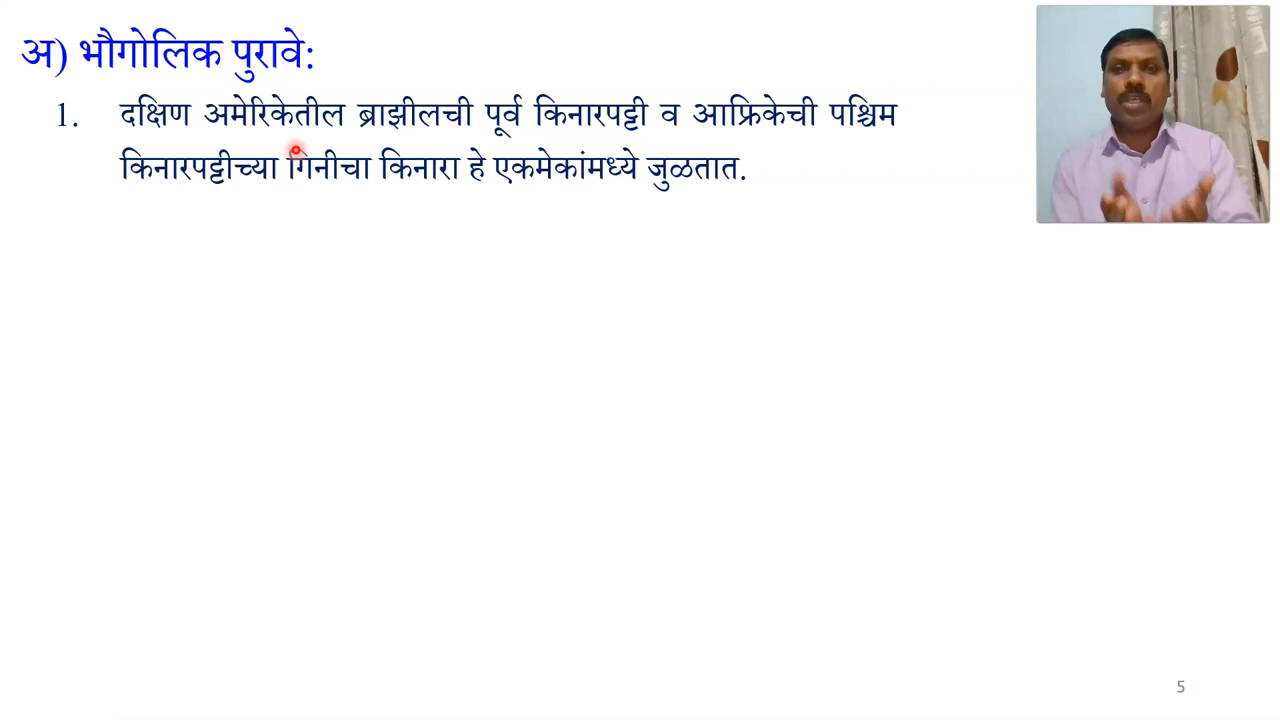 अ) भौगोलिक पुरावे:
1. दक्षिण अमेरिकेतील ब्राझीलची पूर्व किनारपट्टी व आफ्रिकेची पश्चिम
किनारपट्टीच्या गिनीचा किनारा हे एकमेकांमध्ये जुळतात.
5